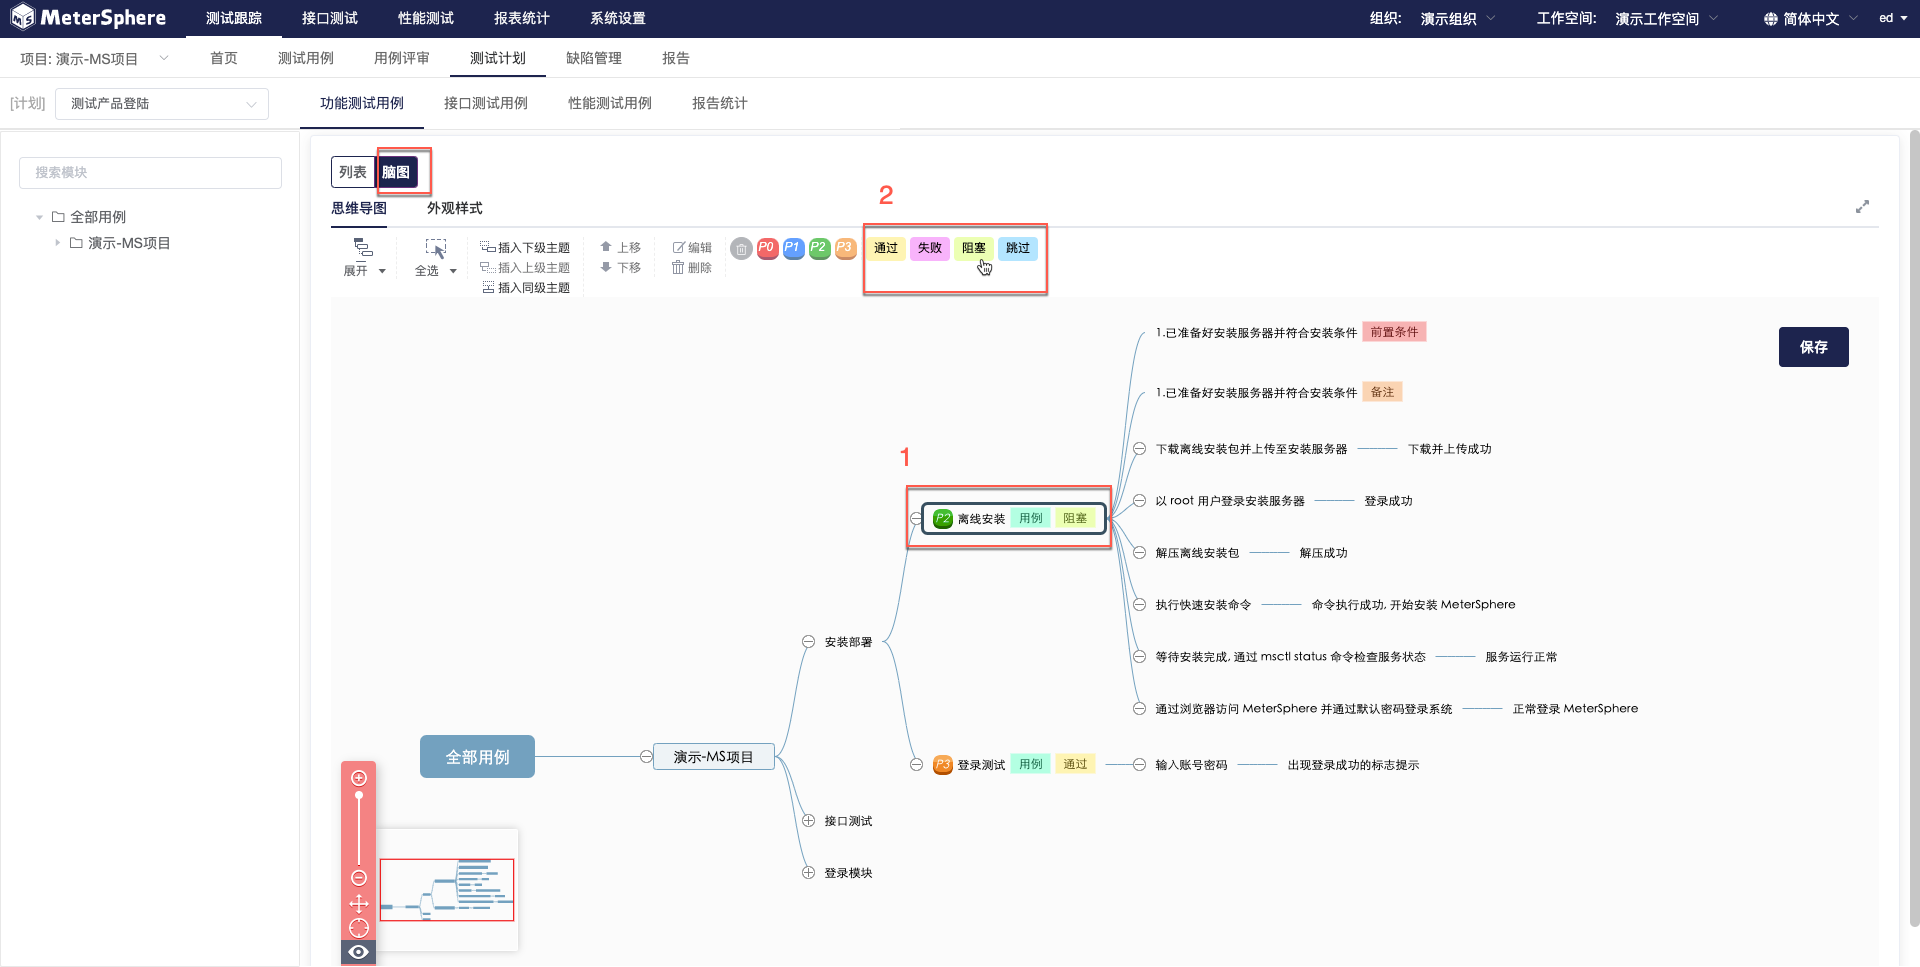 MeterSphere 测试跟踪 接口测试 性能测试 报表统计 系统设置 组织: 演示组织 工作空间: 演示工作空间 简体中文 ed
项目: 演示-MS项目 首页 测试用例 用例评审 测试计划 缺陷管理 报告
[计划] 测试产品登陆 功能测试用例 接口测试用例 性能测试用例 报告统计
搜索模块
全部用例
演示-MS项目
列表 脑图
2
思维导图 外观样式
展开
全选
插入下级主题
插入上级主题
插入同级主题
上移
下移
编辑
删除
P0 P1 P2 P3
通过 失败 阻塞 跳过
保存
1.已准备好安装服务器并符合安装条件 前置条件
1.已准备好安装服务器并符合安装条件 备注
下载离线安装包并上传至安装服务器 下载并上传成功
1
以 root 用户登录安装服务器 登录成功
P2 离线安装 用例 阻塞
解压离线安装包 解压成功
执行快速安装命令 命令执行成功, 开始安装 MeterSphere
安装部署
等待安装完成, 通过 msctl status 命令检查服务状态 服务运行正常
通过浏览器访问 MeterSphere 并通过默认密码登录系统 正常登录 MeterSphere
全部用例 演示-MS项目
P3 登录测试 用例 通过 输入账号密码 出现登录成功的标志提示
接口测试
登录模块